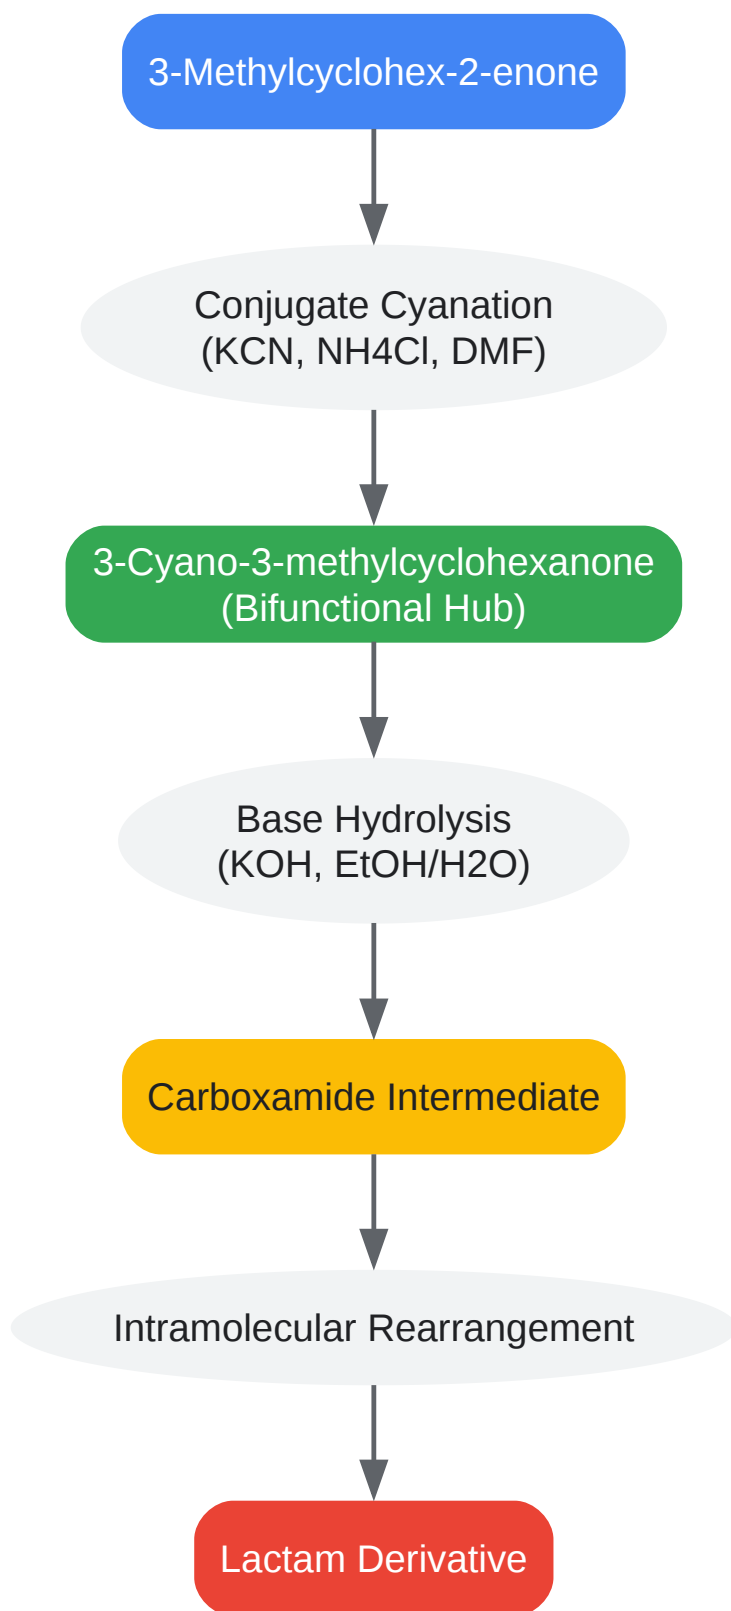 3-Methylcyclohex-2-enone
Conjugate Cyanation
(KCN, NH4Cl, DMF)
3-Cyano-3-methylcyclohexanone
(Bifunctional Hub)
Base Hydrolysis
(KOH, EtOH/H2O)
Carboxamide Intermediate
Intramolecular Rearrangement
Lactam Derivative